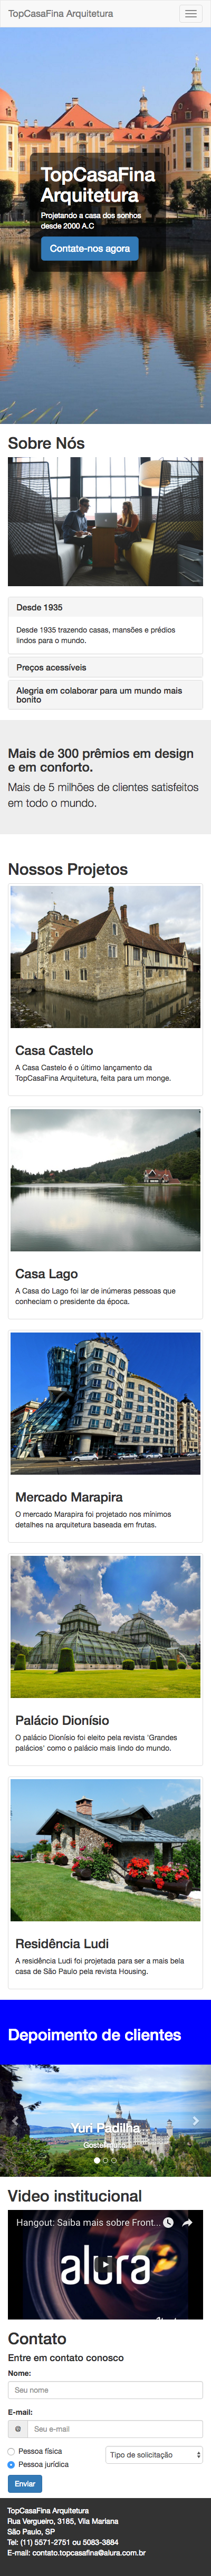 TopCasaFina Arquitetura
TopCasaFina
Arquitetura
Projetando a casa dos sonhos
desde 2000 A.C
Contate-nos agora
Sobre Nós
Desde 1935
Desde 1935 trazendo casas, mansões e prédios
lindos para o mundo.
Preços acessíveis
Alegria em colaborar para um mundo mais
bonito
Mais de 300 prêmios em design
e em conforto.
Mais de 5 milhões de clientes satisfeitos
em todo o mundo.
Nossos Projetos
Casa Castelo
A Casa Castelo é o último lançamento da
TopCasaFina Arquitetura, feita para um monge.
Casa Lago
A Casa do Lago foi lar de inúmeras pessoas que
conheciam o presidente da época.
Mercado Marapira
O mercado Marapira foi projetado nos mínimos
detalhes na arquitetura baseada em frutas.
Palácio Dionísio
O palácio Dionísio foi eleito pela revista 'Grandes
palácios' como o palácio mais lindo do mundo.
Residência Ludi
A residência Ludi foi projetada para ser a mais bela
casa de São Paulo pela revista Housing.
Depoimento de clientes
Yuri Padilha
Gostei muito
Video institucional
Hangout: Saiba mais sobre Front...
alura
Contato
Entre em contato conosco
Nome:
Seu nome
E-mail:
@ Seu e-mail
Pessoa física
Tipo de solicitação
Pessoa jurídica
Enviar
TopCasaFina Arquitetura
Rua Vergueiro, 3185, Vila Mariana
São Paulo, SP
Tel: (11) 5571-2751 ou 5083-3884
E-mail: contato.topcasafina@alura.com.br